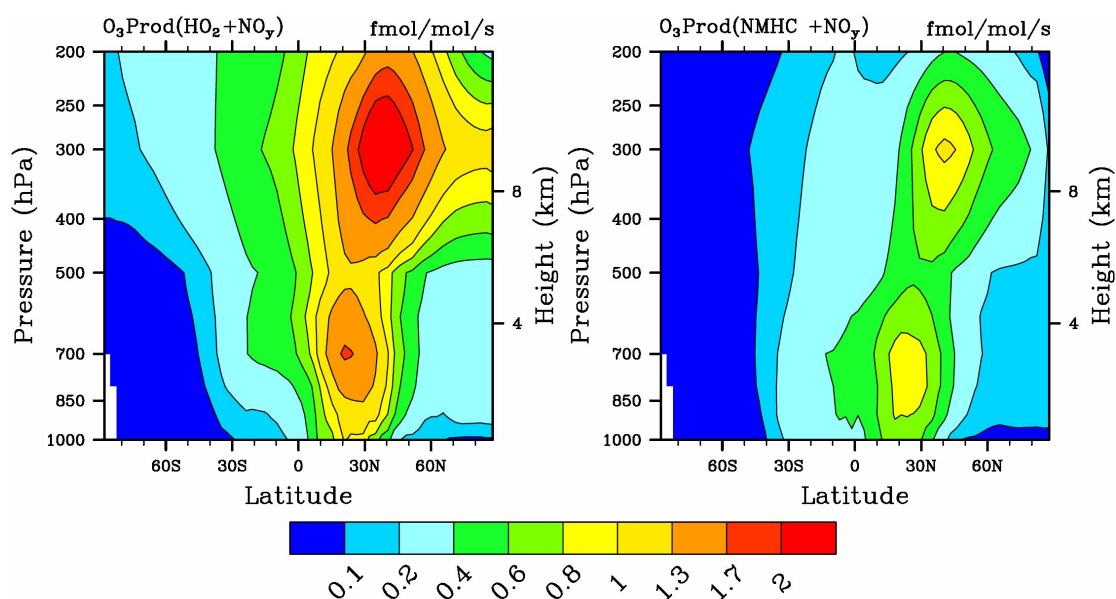 O₃Prod(HO₂+NOᵧ) fmol/mol/s
200
250
300
400
500
700
850
1000
Pressure (hPa)
8
4
Height (km)
60S 30S 0 30N 60N
Latitude
O₃Prod(NMHC +NOᵧ) fmol/mol/s
200
250
300
400
500
700
850
1000
Pressure (hPa)
8
4
Height (km)
60S 30S 0 30N 60N
Latitude
0.1 0.2 0.4 0.6 0.8 1 1.3 1.7 2